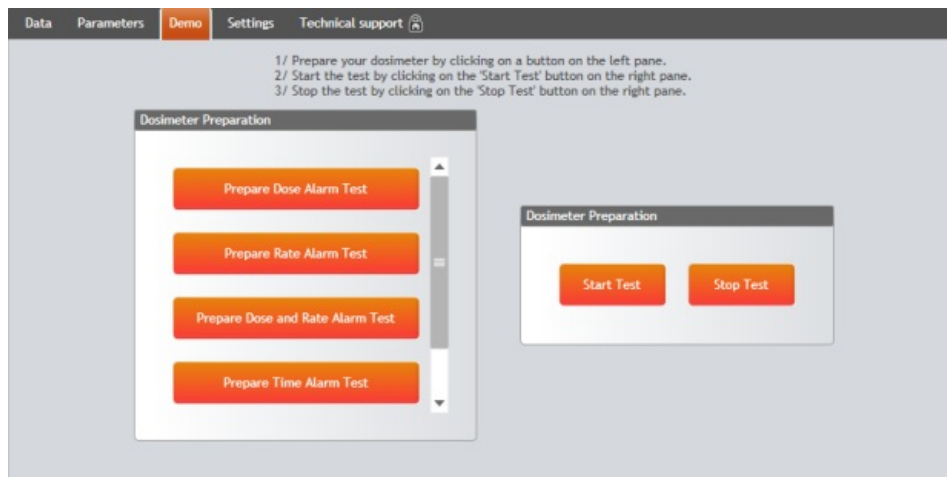 Data Parameters Demo Settings Technical support
1/ Prepare your dosimeter by clicking on a button on the left pane.
2/ Start the test by clicking on the 'Start Test' button on the right pane.
3/ Stop the test by clicking on the 'Stop Test' button on the right pane.
Dosimeter Preparation
Prepare Dose Alarm Test
Prepare Rate Alarm Test
Prepare Dose and Rate Alarm Test
Prepare Time Alarm Test
Dosimeter Preparation
Start Test Stop Test